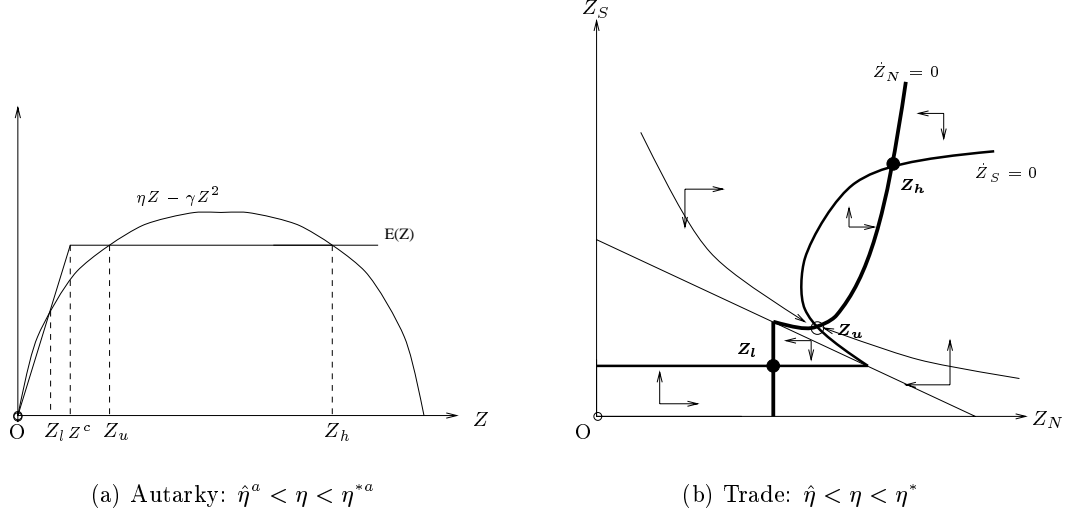 ηZ − γZ²
E(Z)
O
Z_l
Z^c
Z_u
Z_h
Z
(a) Autarky: η̂^a < η < η^{*a}
Z_S
Ż_N = 0
Ż_S = 0
Z_h
Z_u
Z_l
O
Z_N
(b) Trade: η̂ < η < η^*